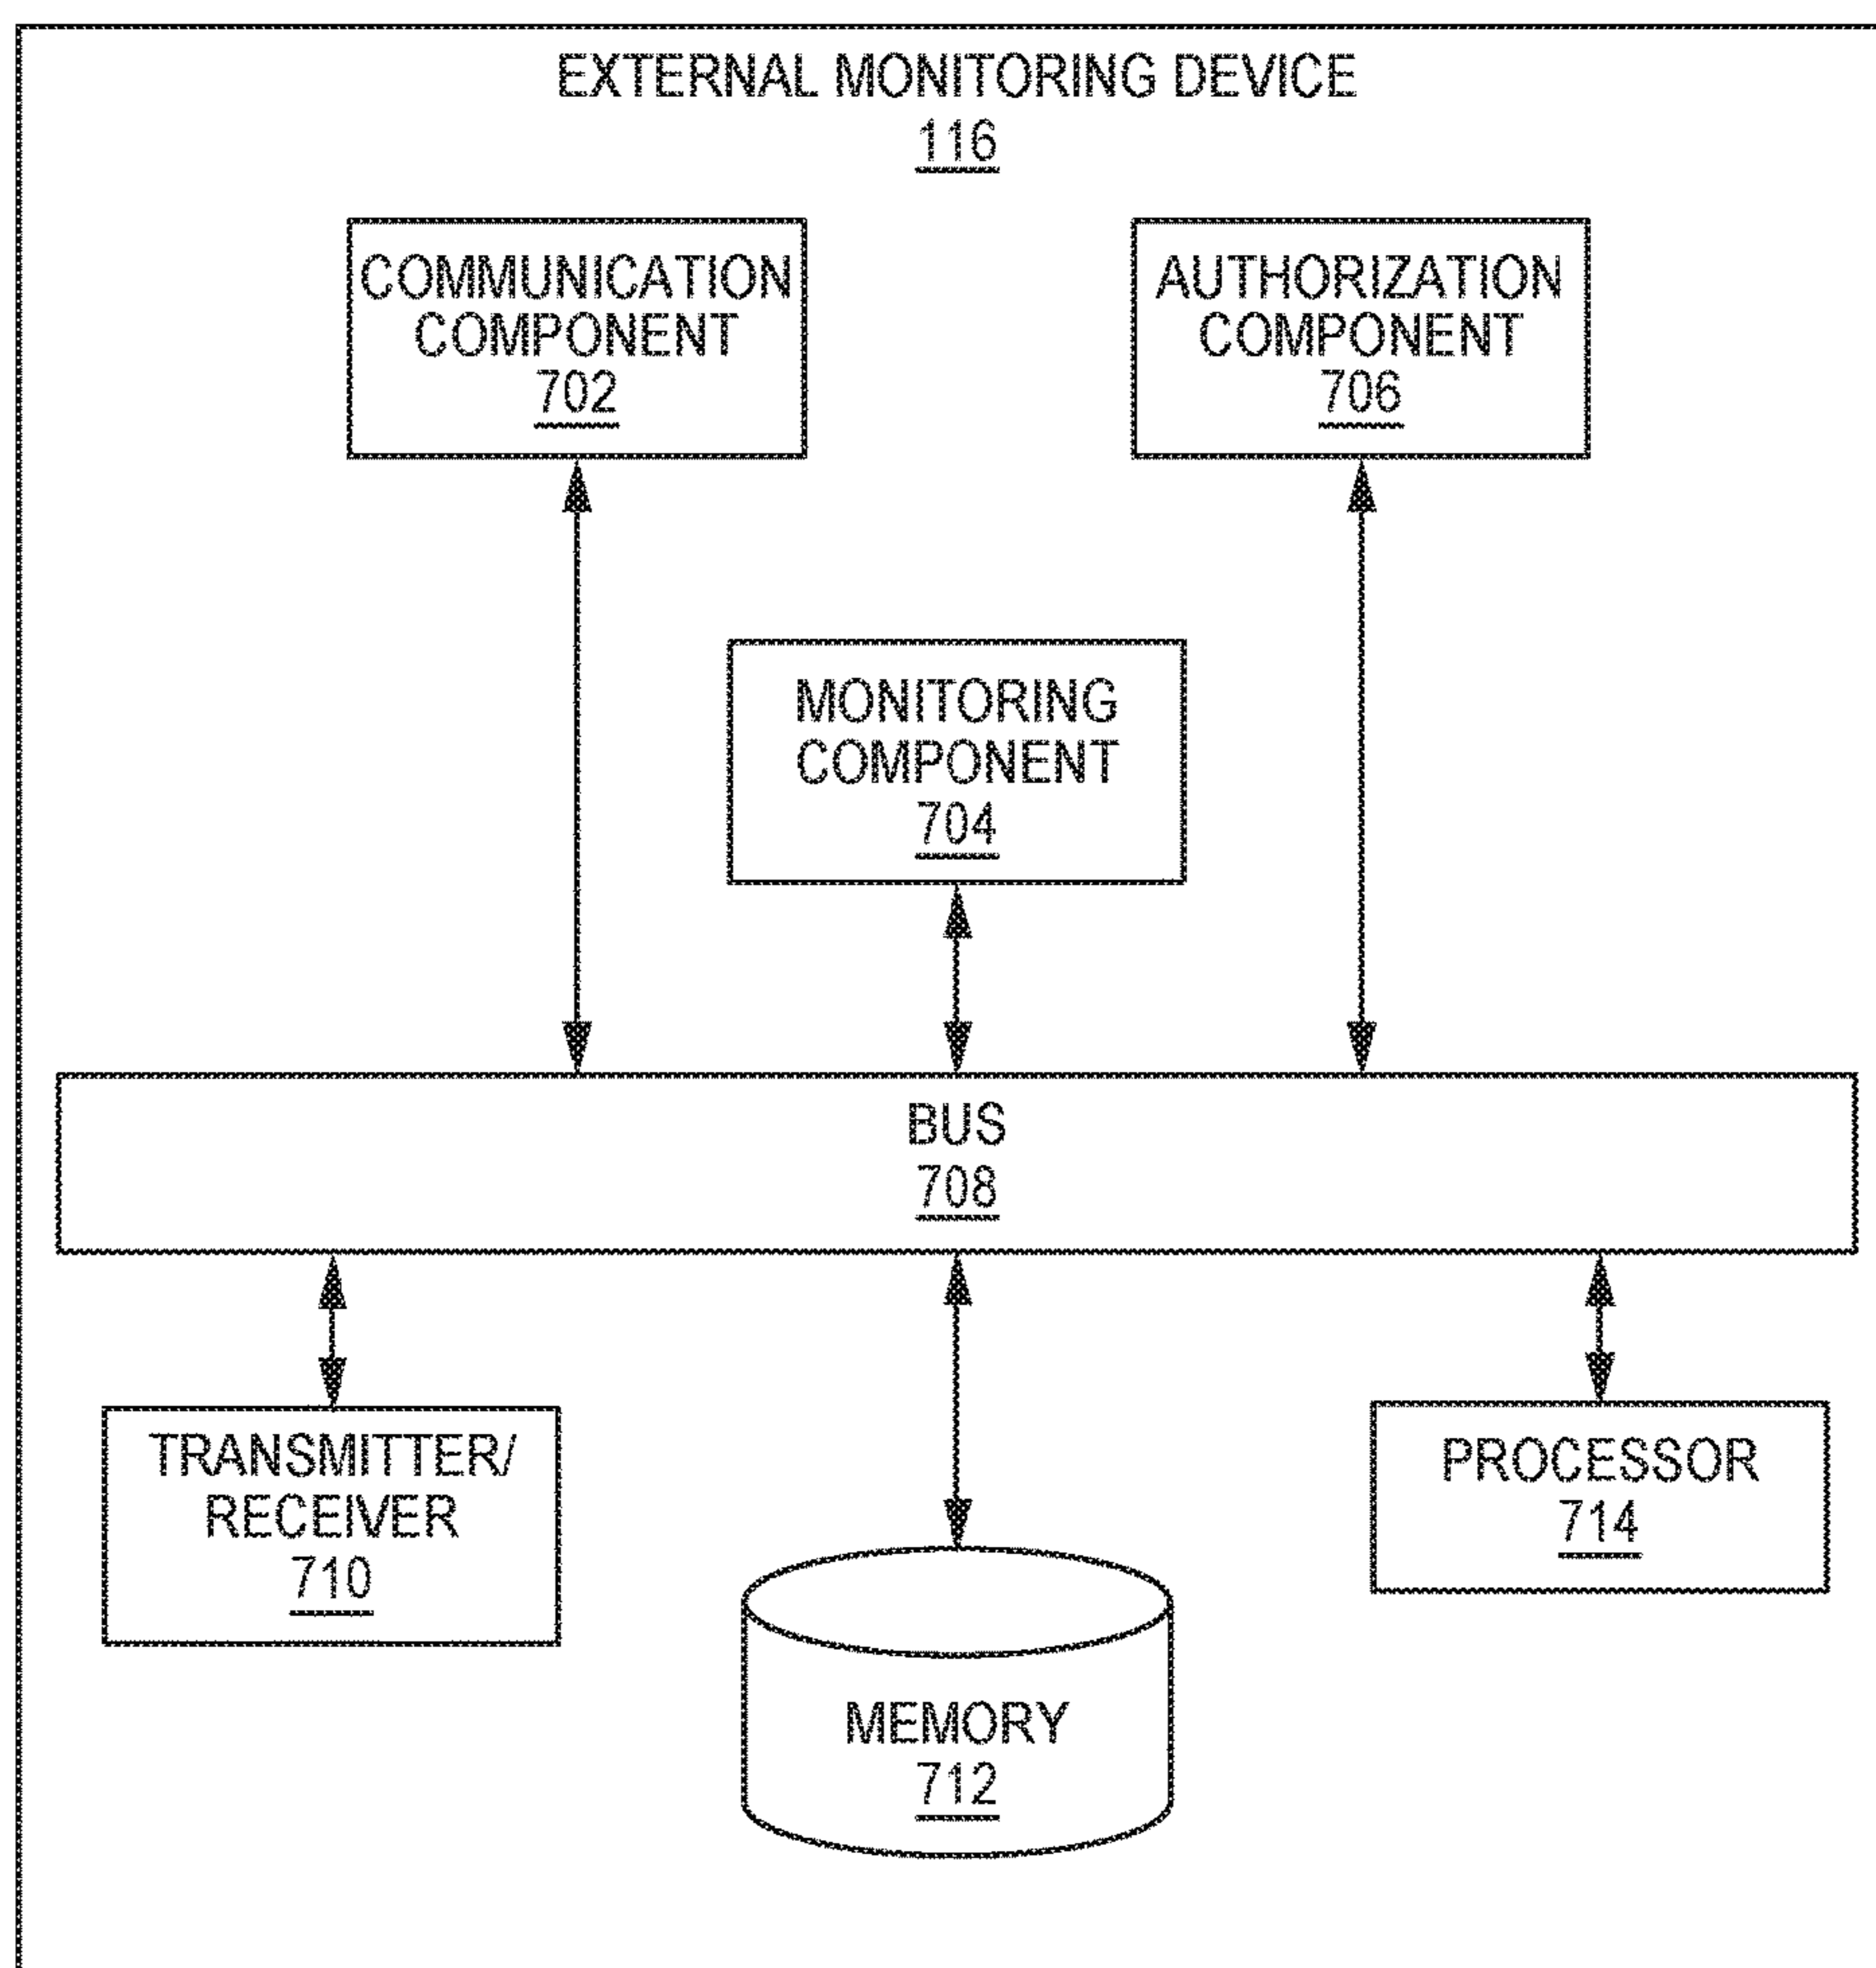 EXTERNAL MONITORING DEVICE
116
COMMUNICATION
COMPONENT
702
AUTHORIZATION
COMPONENT
706
MONITORING
COMPONENT
704
BUS
708
TRANSMITTER/
RECEIVER
710
MEMORY
712
PROCESSOR
714